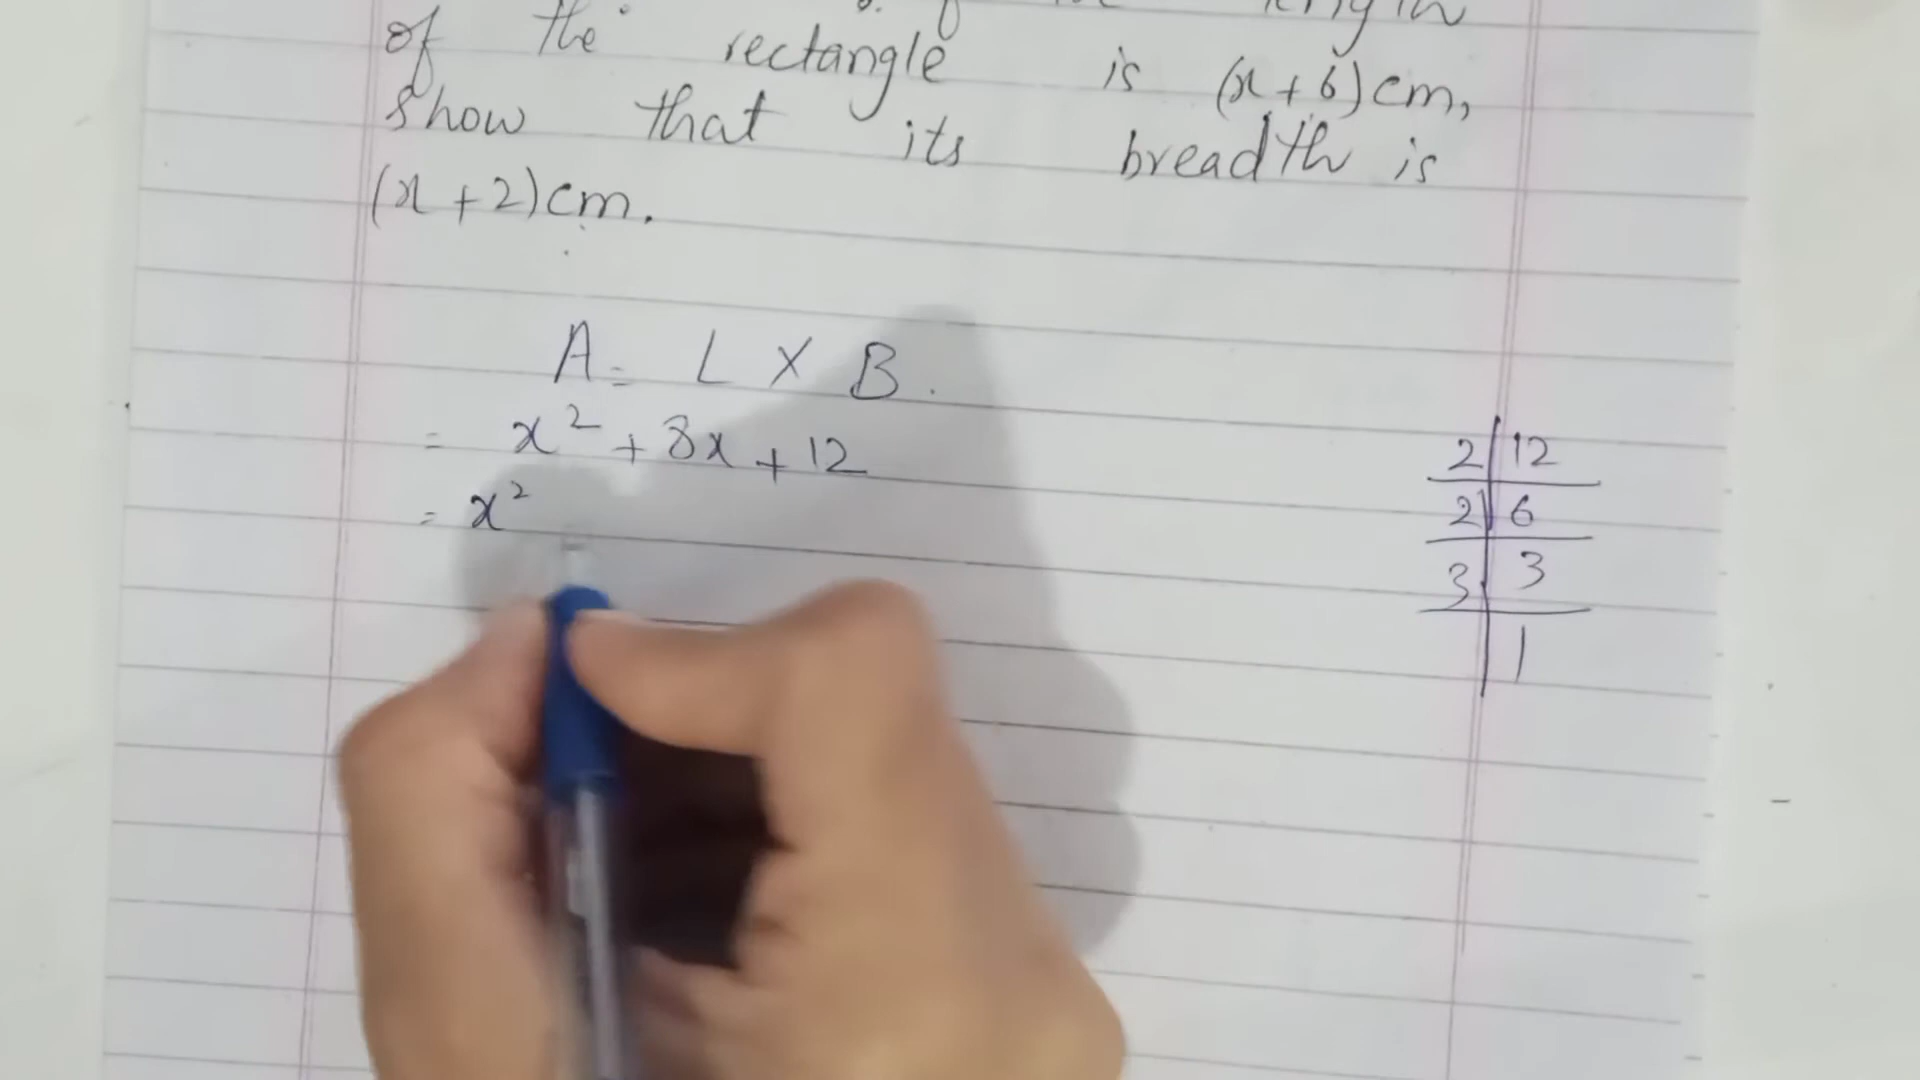 length
of the rectangle is (x+6)cm,
show that its breadth is
(x+2)cm.
A = L X B.
= x² + 8x + 12
= x²
2 | 12
2 | 6
3 | 3
1